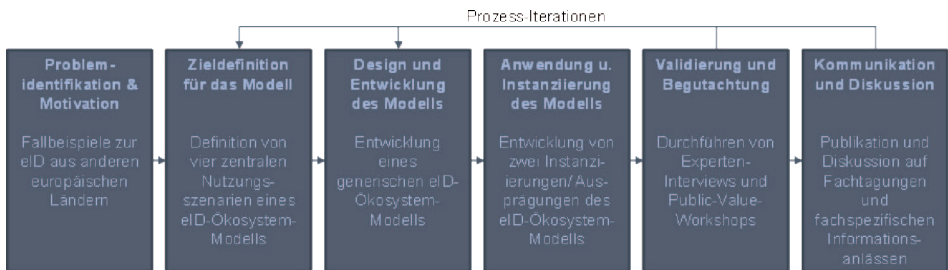 Prozess-Iterationen
Problem-
identifikation &
Motivation
Fallbeispiele zur
eID aus anderen
europäischen
Ländern
Zieldefinition
für das Modell
Definition von
vier zentralen
Nutzungs-
szenarien eines
eID-Ökosystem-
Modells
Design und
Entwicklung
des Modells
Entwicklung
eines
generischen eID-
Ökosystem-
Modells
Anwendung u.
Instanziierung
des Modells
Entwicklung von
zwei Instanzi-
ierungen/ Aus-
prägungen des
eID-Ökosystem-
Modells
Validierung und
Begutachtung
Durchführen von
Experten-
Interviews und
Public-Value-
Workshops
Kommunikation
und Diskussion
Publikation und
Diskussion auf
Fachtagungen
und
fachspezifischen
Informations-
anlässen